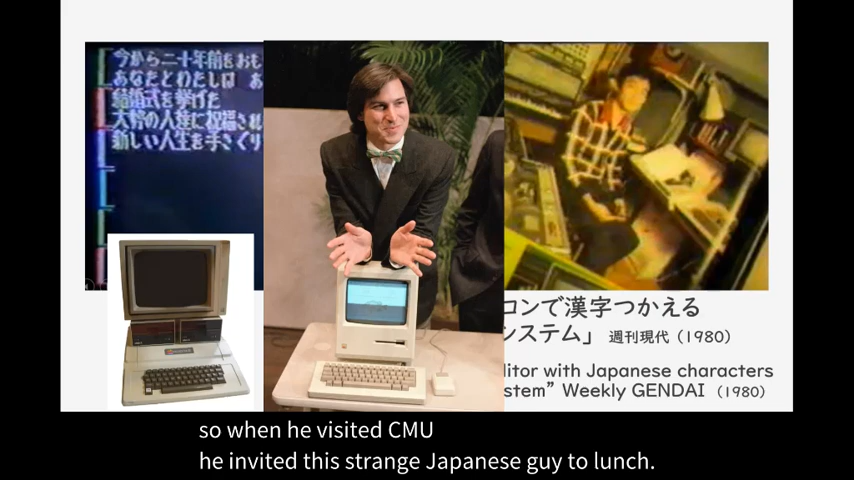 今から二十年前をおも
あなたとわたしは あ
結婚式を挙げた
大勢の人達に祝福され
新しい人生を手さぐり
コンで漢字つかえる
ンステム」 週刊現代（1980）
ditor with Japanese characters
stem” Weekly GENDAI （1980）
so when he visited CMU
he invited this strange Japanese guy to lunch.